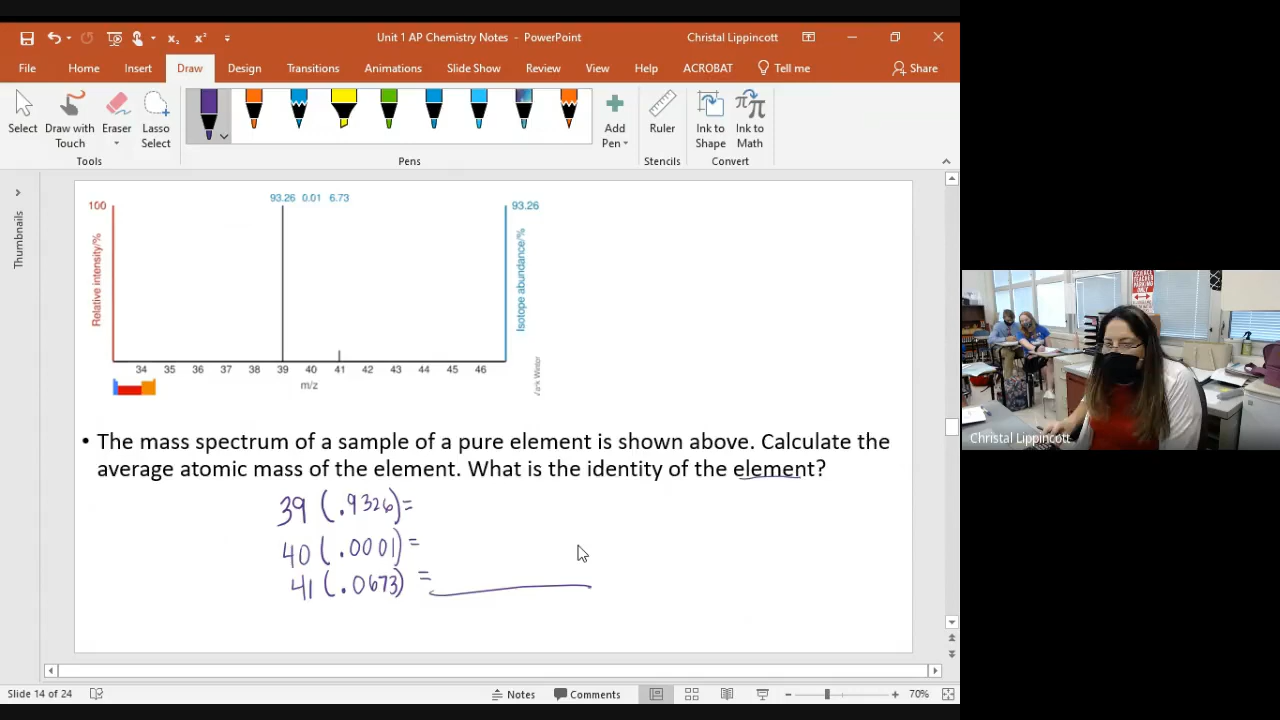 Unit 1 AP Chemistry Notes - PowerPoint
Christal Lippincott
File Home Insert Draw Design Transitions Animations Slide Show Review View Help ACROBAT Tell me Share
Select Draw with Touch Eraser Lasso Select Add Pen Ruler Ink to Shape Ink to Math
Tools Pens Stencils Convert
Thumbnails
93.26 0.01 6.73
100 93.26
Relative intensity/%
Isotope abundance/%
34 35 36 37 38 39 40 41 42 43 44 45 46
m/z
• The mass spectrum of a sample of a pure element is shown above. Calculate the
average atomic mass of the element. What is the identity of the element?
39 (.9326) =
40 (.0001) =
41 (.0673) =
Slide 14 of 24 Notes Comments 70%
Christal Lippincott